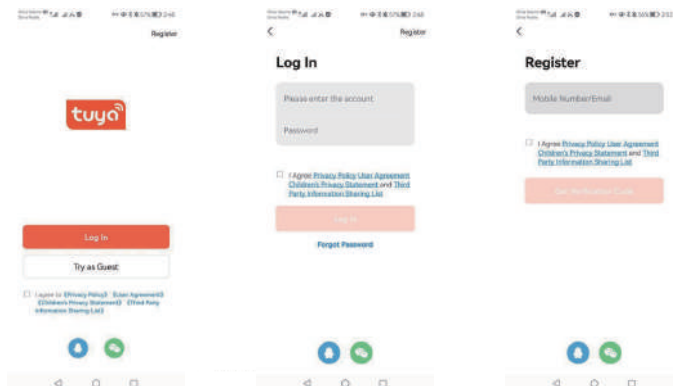 Register
tuya
Log In
Try as Guest
I agree to 《Privacy Policy》 《User Agreement》
《Children's Privacy Statement》 《Third Party
Information Sharing List》
2:48
Register
Log In
Please enter the account
Password
I Agree Privacy Policy User Agreement
Children's Privacy Statement and Third
Party Information Sharing List
Log In
Forgot Password
Register
Mobile Number/Email
I Agree Privacy Policy User Agreement
Children's Privacy Statement and Third
Party Information Sharing List
Get Verification Code